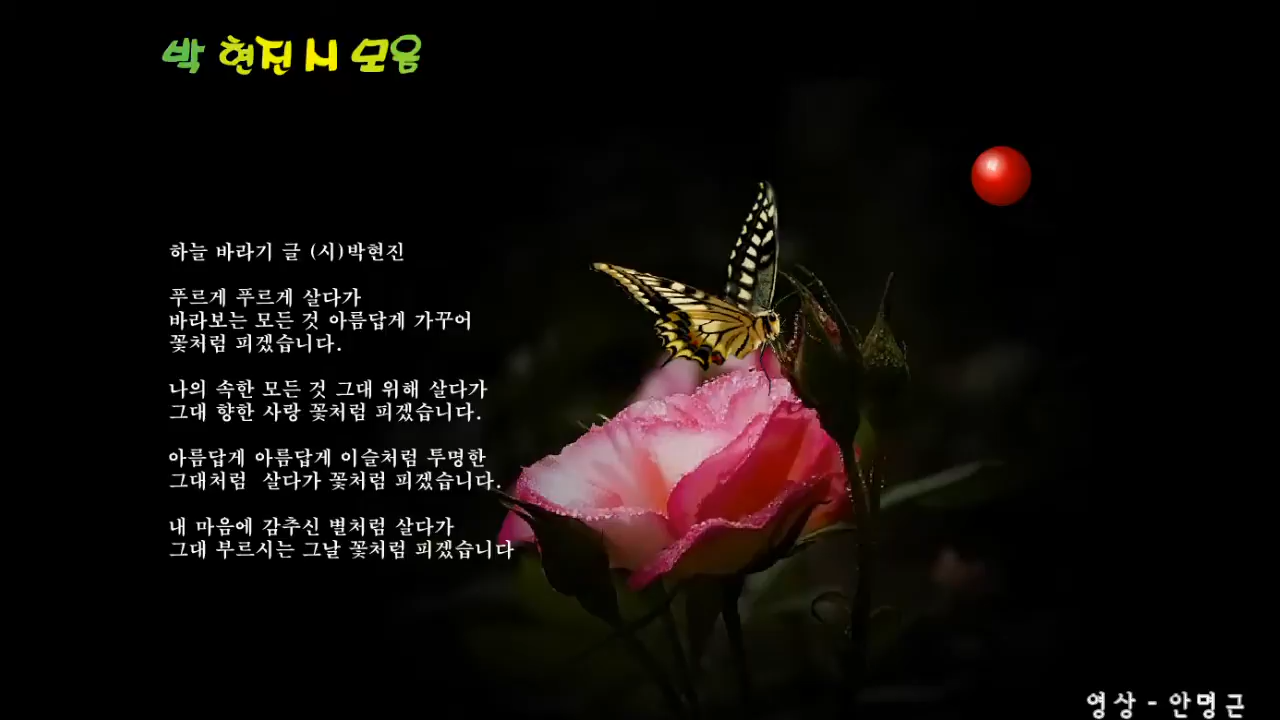 박 현진 시 모음
하늘 바라기 글 (시)박현진
푸르게 푸르게 살다가
바라보는 모든 것 아름답게 가꾸어
꽃처럼 피겠습니다.
나의 속한 모든 것 그대 위해 살다가
그대 향한 사랑 꽃처럼 피겠습니다.
아름답게 아름답게 이슬처럼 투명한
그대처럼  살다가 꽃처럼 피겠습니다.
내 마음에 감추신 별처럼 살다가
그대 부르시는 그날 꽃처럼 피겠습니다
영상 - 안명근